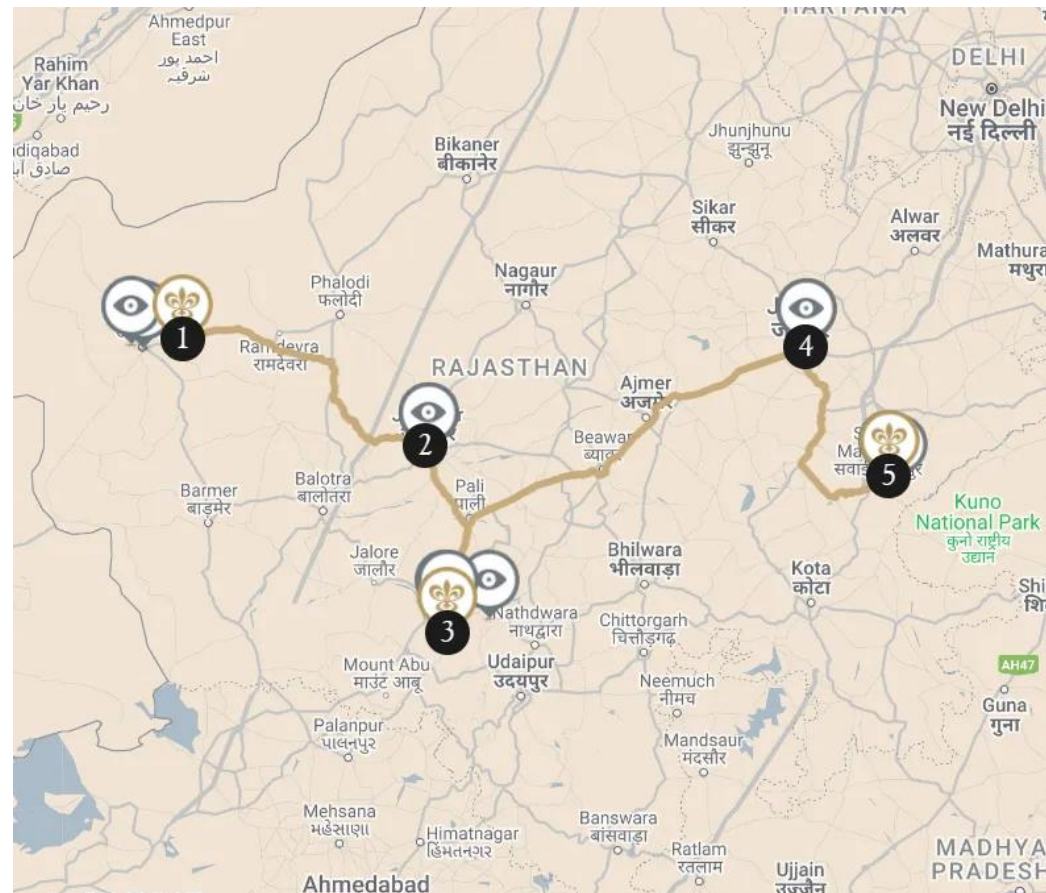 HARYANA
Ahmedpur
East
احمد پور
شرقیہ
Rahim
Yar Khan
رحیم یار خان
DELHI
New Delhi
नई दिल्ली
Jhunjhunu
झुन्झुनू
Bikaner
बीकानेर
Sikar
सीकर
Alwar
अलवर
Mathura
Phalodi
फलोदी
Nagaur
नागौर
1
Ramdevra
रामदेवरा
RAJASTHAN
4
Ajmer
अजमेर
2
Beawar
ब्यावर
5
Pali
पाली
Balotra
बालोतरा
Barmer
बाड़मेर
Kuno
National Park
कुनो राष्ट्रीय
उद्यान
Jalore
जालौर
Bhilwara
भीलवाड़ा
Kota
कोटा
3
Nathdwara
नाथद्वारा
Chittorgarh
चित्तौड़गढ़
Mount Abu
माउंट आबू
Udaipur
उदयपुर
AH47
Neemuch
नीमच
Guna
गुना
Palanpur
પાલનપુર
Mandsaur
मंदसौर
Mehsana
મહેસાણા
Himatnagar
હિંમતનગર
Banswara
बांसवाड़ा
Ratlam
रतलाम
MADHYA
PRADESH
Ahmedabad
Ujjain
उज्जैन